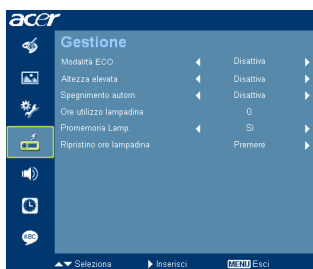 acer
Gestione
Modalità ECO Disattiva
Altezza elevata Disattiva
Spegnimento autom. Disattiva
Ore utilizzo lampadina 0
Promemoria Lamp. Sì
Ripristino ore lampadina Premere
ABC
Seleziona Inserisci MENU Esci